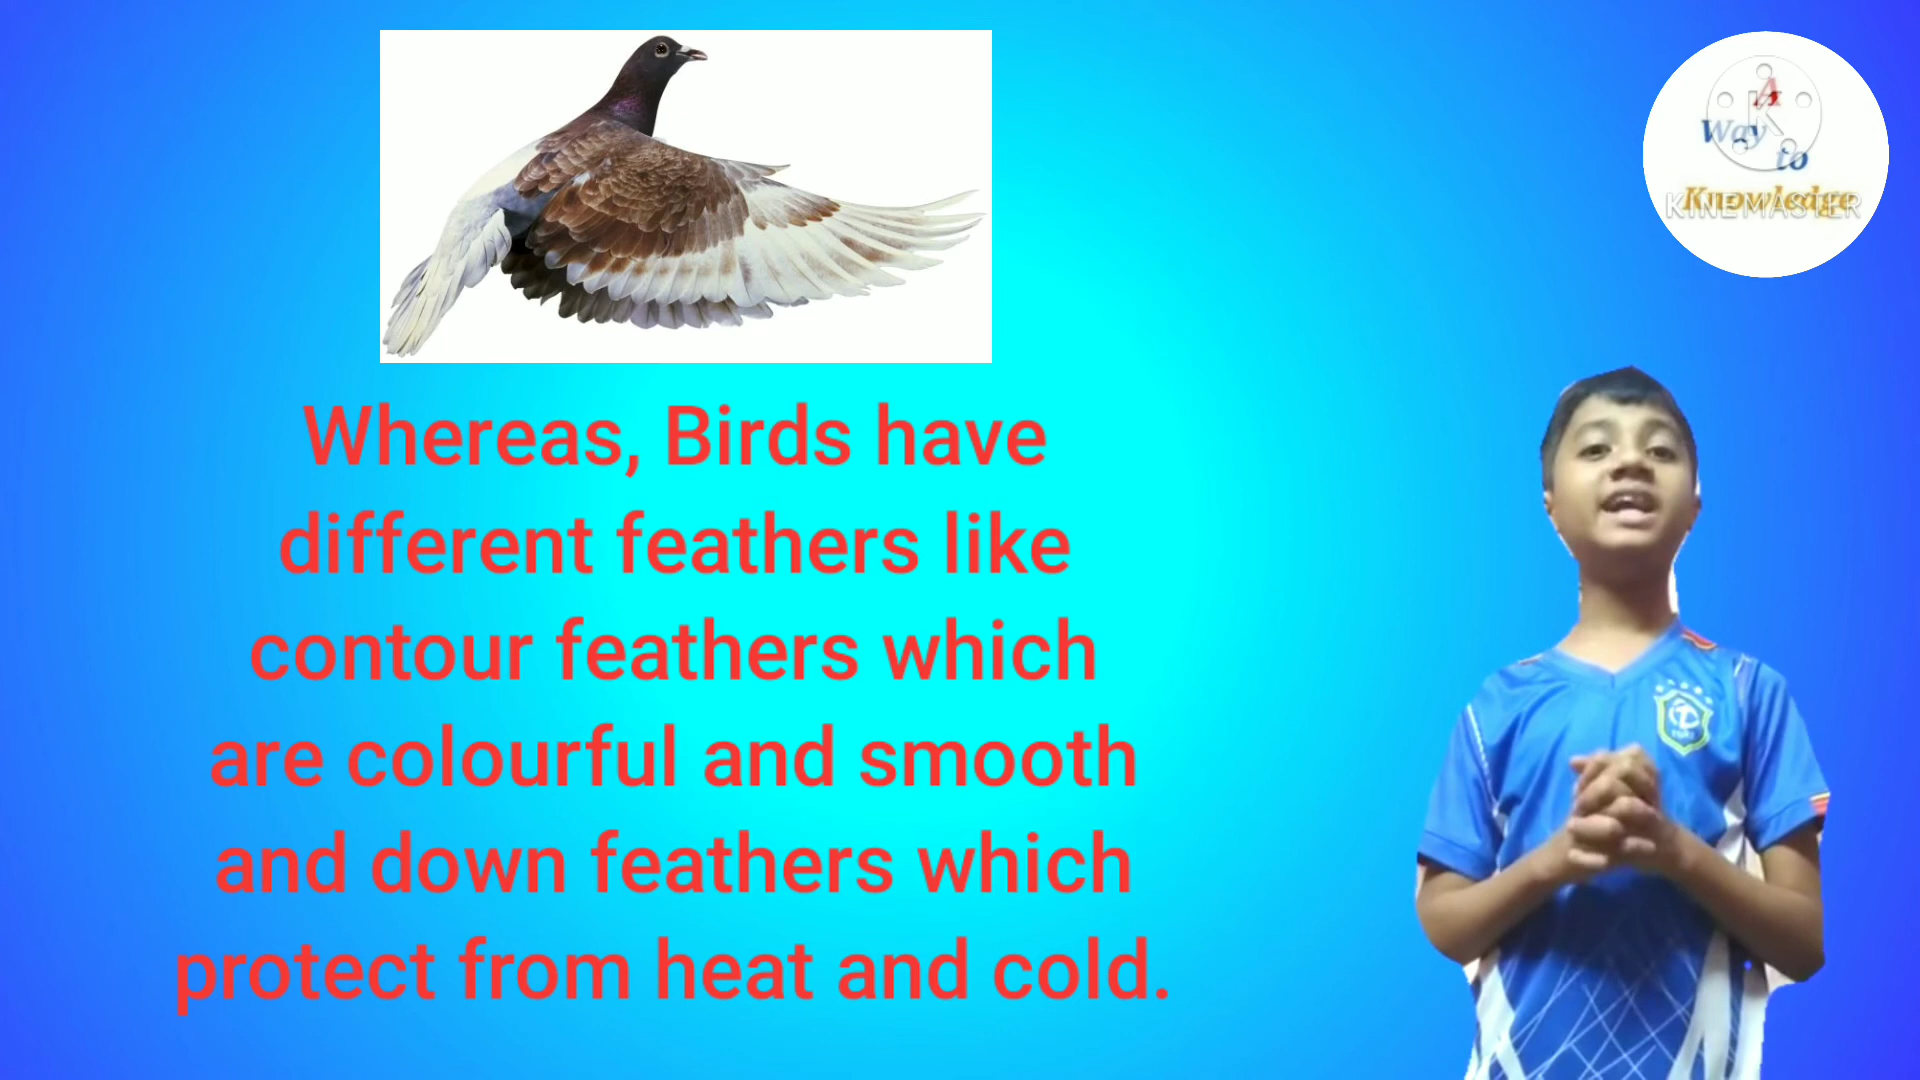 A
Way
to
Knowledge
KINEMASTER
Whereas, Birds have
different feathers like
contour feathers which
are colourful and smooth
and down feathers which
protect from heat and cold.